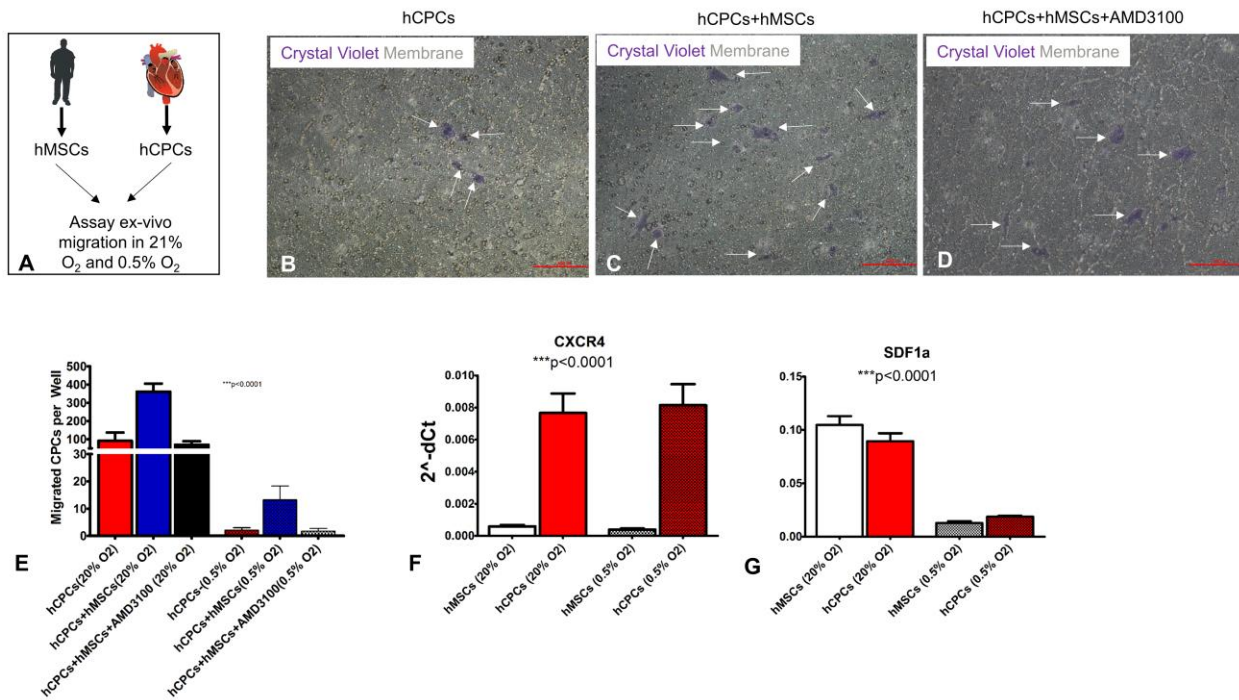 hMSCs
hCPCs
Assay ex-vivo
migration in 21%
O₂ and 0.5% O₂
A
hCPCs
Crystal Violet Membrane
B
hCPCs+hMSCs
Crystal Violet Membrane
C
hCPCs+hMSCs+AMD3100
Crystal Violet Membrane
D
Migrated CPCs per Well
500
400
300
200
100
30
20
10
0
***p<0.0001
hCPCs(20% O2)
hCPCs+hMSCs(20% O2)
hCPCs+hMSCs+AMD3100 (20% O2)
hCPCs (0.5% O2)
hCPCs+hMSCs(0.5% O2)
hCPCs+hMSCs+AMD3100(0.5% O2)
E
CXCR4
***p<0.0001
2^-dCt
0.010
0.008
0.006
0.004
0.002
0.000
hMSCs (20% O2)
hCPCs (20% O2)
hMSCs (0.5% O2)
hCPCs (0.5% O2)
F
SDF1a
***p<0.0001
0.15
0.10
0.05
0.00
hMSCs (20% O2)
hCPCs (20% O2)
hMSCs (0.5% O2)
hCPCs (0.5% O2)
G